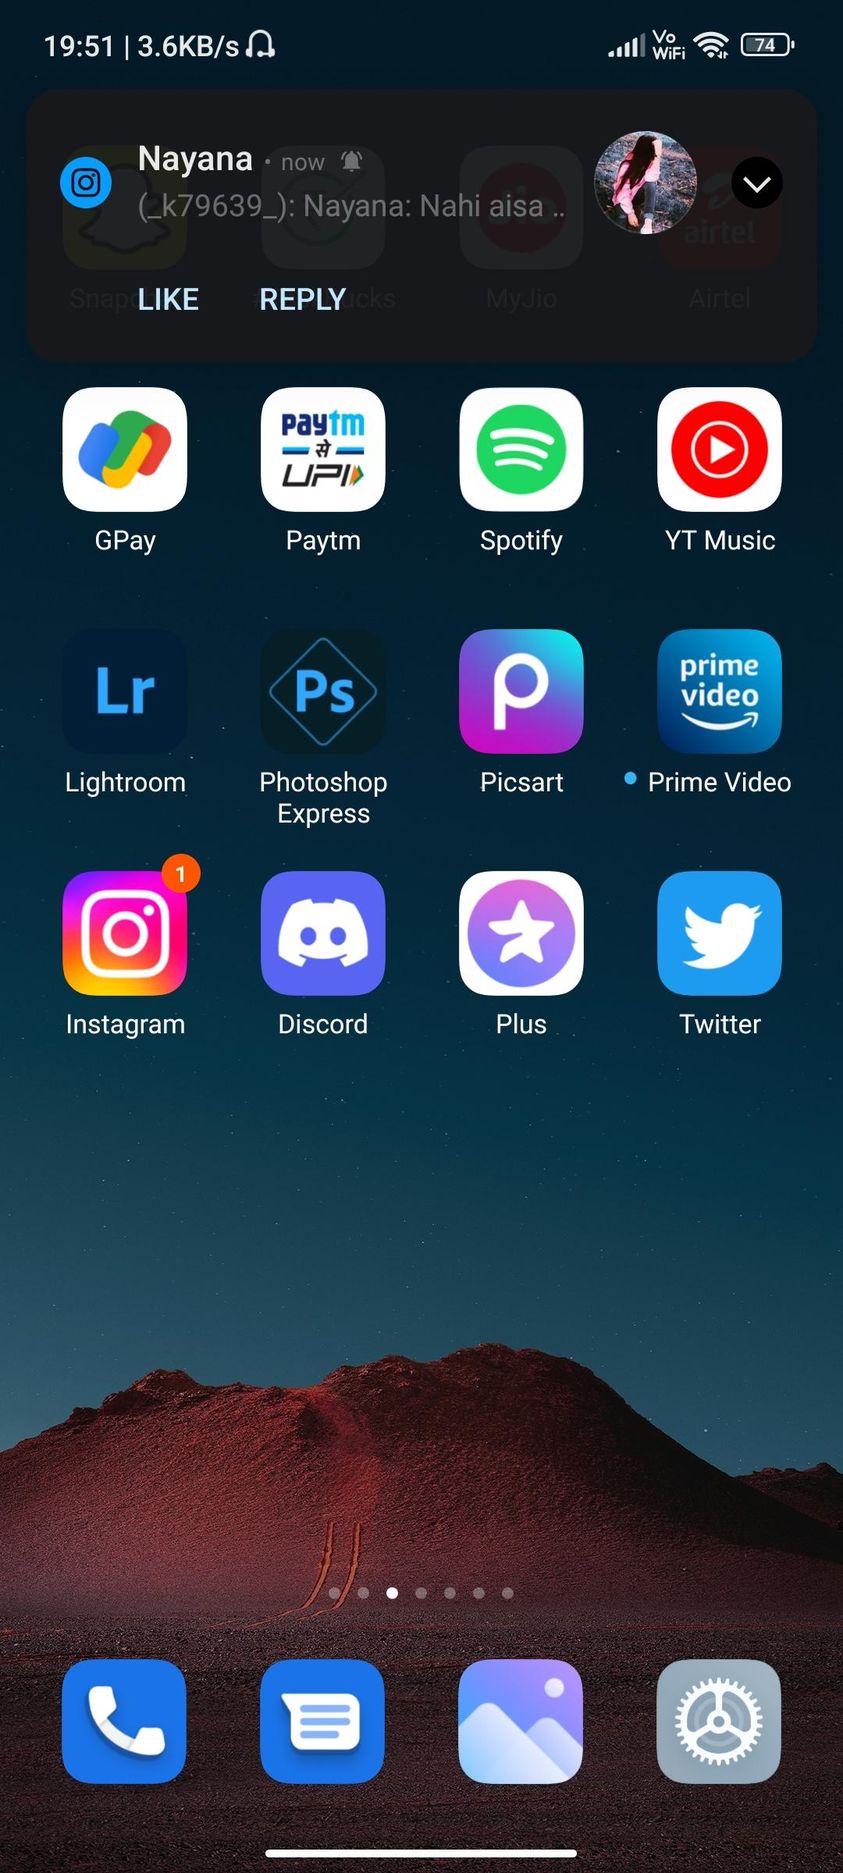 19:51 | 3.6KB/s
Vo
WiFi
74
Nayana · now
(_k79639_): Nayana: Nahi aisa ..
airtel
MyJio
Airtel
LIKE REPLY
paytm
से
UPI
GPay Paytm Spotify YT Music
Lr Ps prime
video
Lightroom Photoshop Picsart Prime Video
Express
1
Instagram Discord Plus Twitter